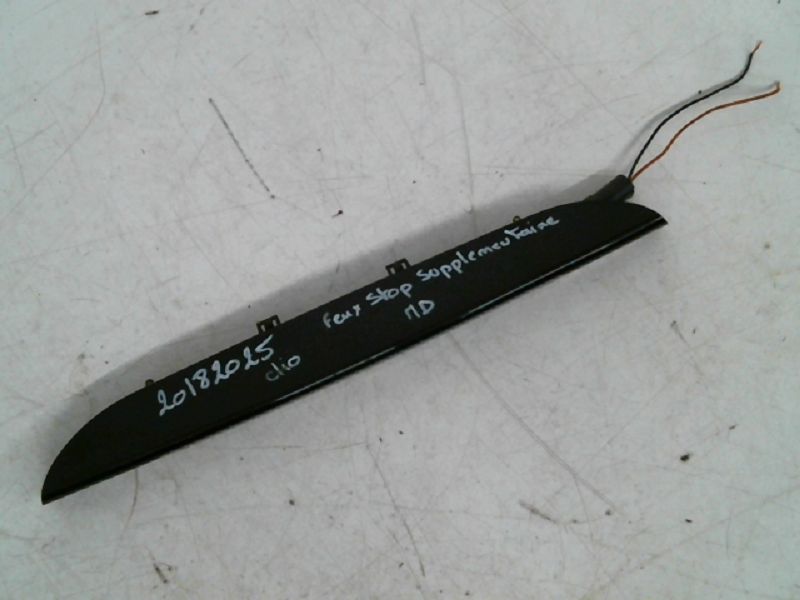 20182025
clio
Feux Stop supplementaire
MD